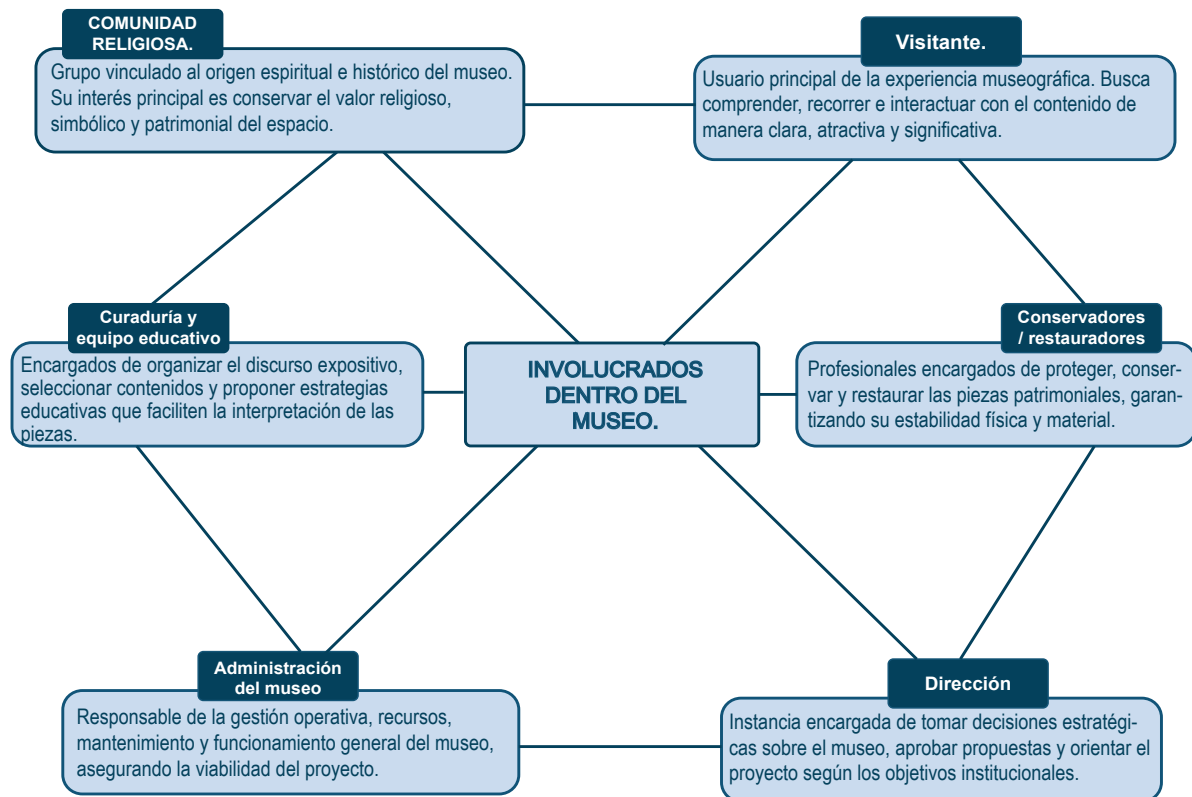 COMUNIDAD
RELIGIOSA.
Grupo vinculado al origen espiritual e histórico del museo.
Su interés principal es conservar el valor religioso,
simbólico y patrimonial del espacio.
Visitante.
Usuario principal de la experiencia museográfica. Busca
comprender, recorrer e interactuar con el contenido de
manera clara, atractiva y significativa.
Curaduría y
equipo educativo
Encargados de organizar el discurso expositivo,
seleccionar contenidos y proponer estrategias
educativas que faciliten la interpretación de las
piezas.
INVOLUCRADOS
DENTRO DEL
MUSEO.
Conservadores
/ restauradores
Profesionales encargados de proteger, conser-
var y restaurar las piezas patrimoniales, garan-
tizando su estabilidad física y material.
Administración
del museo
Responsable de la gestión operativa, recursos,
mantenimiento y funcionamiento general del museo,
asegurando la viabilidad del proyecto.
Dirección
Instancia encargada de tomar decisiones estratégi-
cas sobre el museo, aprobar propuestas y orientar el
proyecto según los objetivos institucionales.